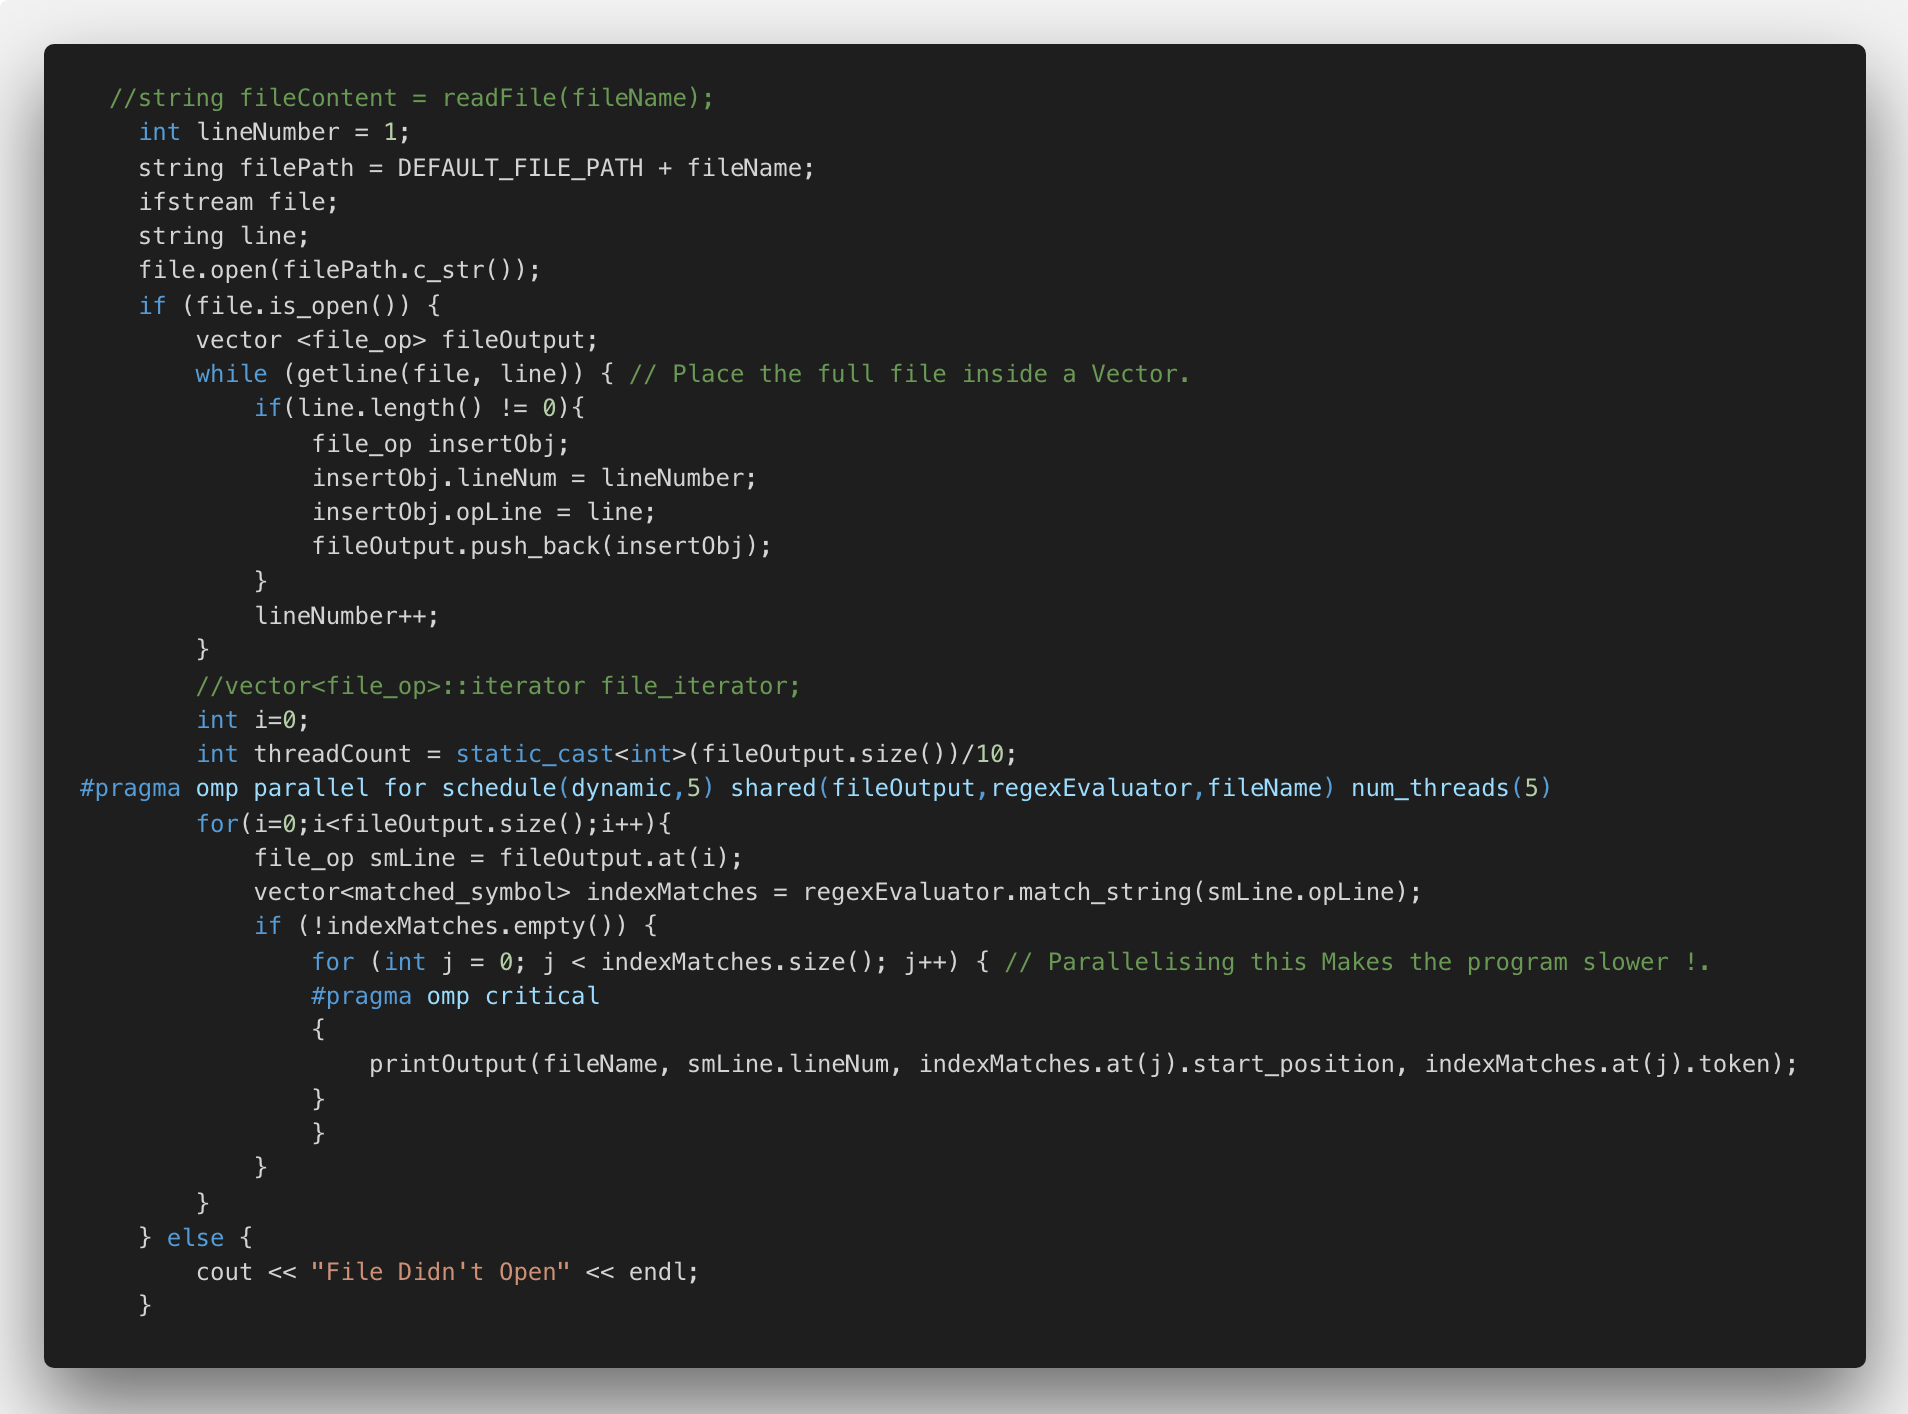 //string fileContent = readFile(fileName);
int lineNumber = 1;
string filePath = DEFAULT_FILE_PATH + fileName;
ifstream file;
string line;
file.open(filePath.c_str());
if (file.is_open()) {
vector <file_op> fileOutput;
while (getline(file, line)) { // Place the full file inside a Vector.
if(line.length() != 0){
file_op insertObj;
insertObj.lineNum = lineNumber;
insertObj.opLine = line;
fileOutput.push_back(insertObj);
}
lineNumber++;
}
//vector<file_op>::iterator file_iterator;
int i=0;
int threadCount = static_cast<int>(fileOutput.size())/10;
#pragma omp parallel for schedule(dynamic,5) shared(fileOutput,regexEvaluator,fileName) num_threads(5)
for(i=0;i<fileOutput.size();i++){
file_op smLine = fileOutput.at(i);
vector<matched_symbol> indexMatches = regexEvaluator.match_string(smLine.opLine);
if (!indexMatches.empty()) {
for (int j = 0; j < indexMatches.size(); j++) { // Parallelising this Makes the program slower !.
#pragma omp critical
{
printOutput(fileName, smLine.lineNum, indexMatches.at(j).start_position, indexMatches.at(j).token);
}
}
}
}
} else {
cout << "File Didn't Open" << endl;
}